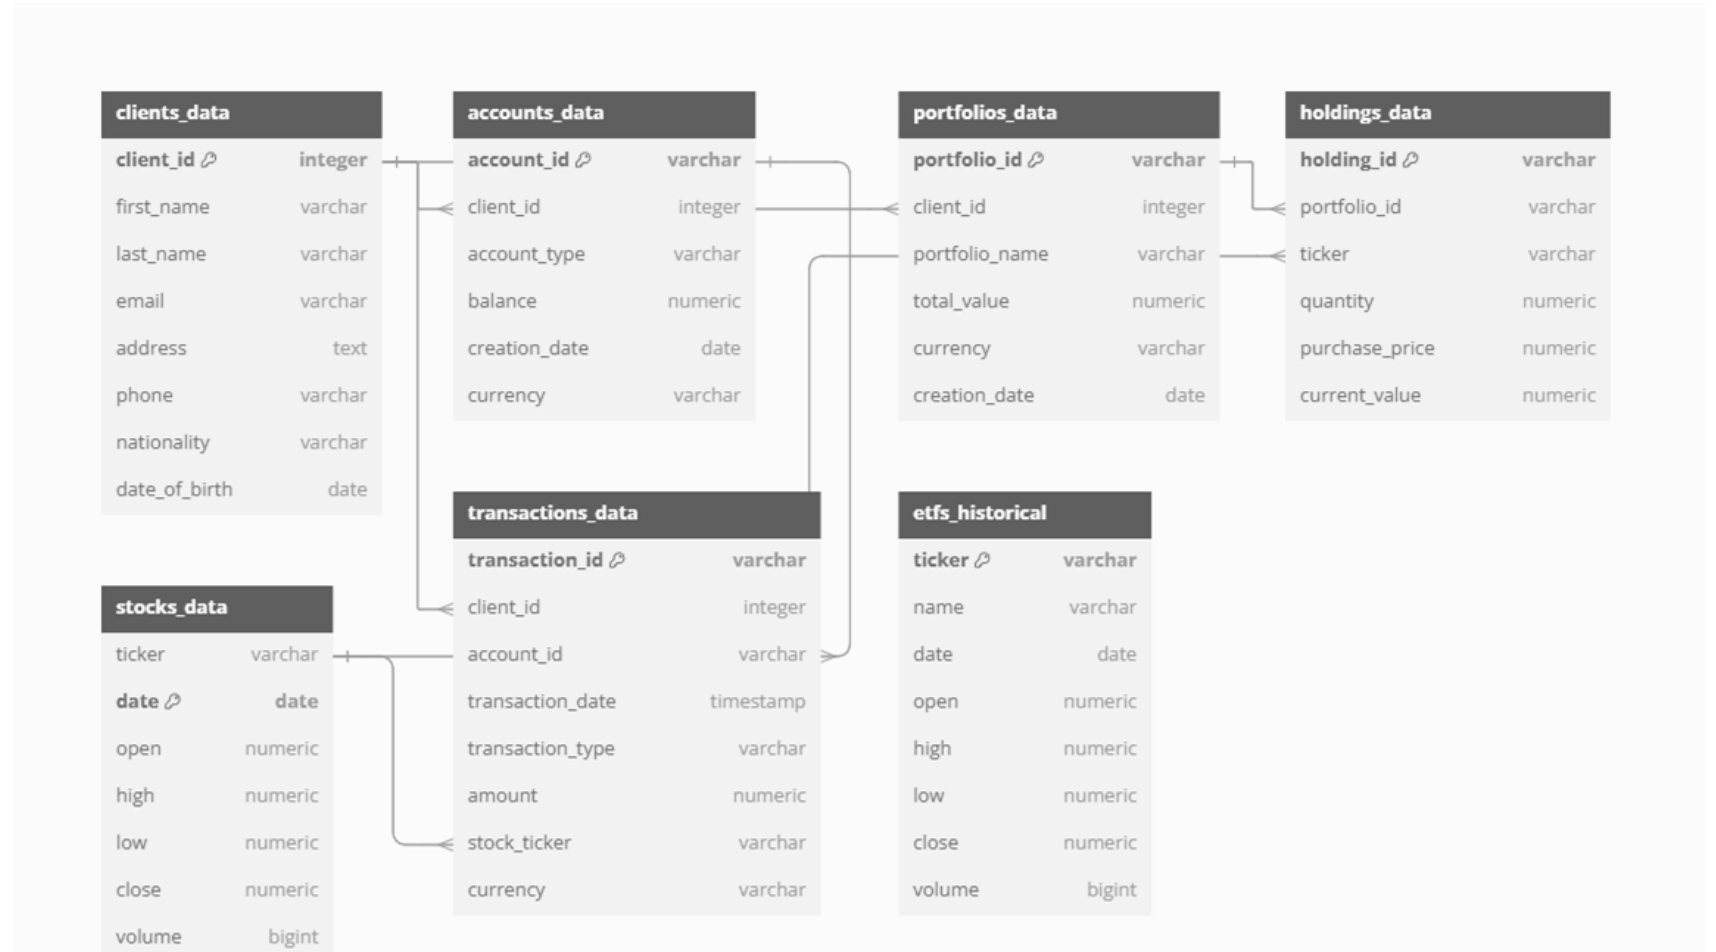 clients_data
client_id integer
first_name varchar
last_name varchar
email varchar
address text
phone varchar
nationality varchar
date_of_birth date
accounts_data
account_id varchar
client_id integer
account_type varchar
balance numeric
creation_date date
currency varchar
portfolios_data
portfolio_id varchar
client_id integer
portfolio_name varchar
total_value numeric
currency varchar
creation_date date
holdings_data
holding_id varchar
portfolio_id varchar
ticker varchar
quantity numeric
purchase_price numeric
current_value numeric
stocks_data
ticker varchar
date date
open numeric
high numeric
low numeric
close numeric
volume bigint
transactions_data
transaction_id varchar
client_id integer
account_id varchar
transaction_date timestamp
transaction_type varchar
amount numeric
stock_ticker varchar
currency varchar
etfs_historical
ticker varchar
name varchar
date date
open numeric
high numeric
low numeric
close numeric
volume bigint